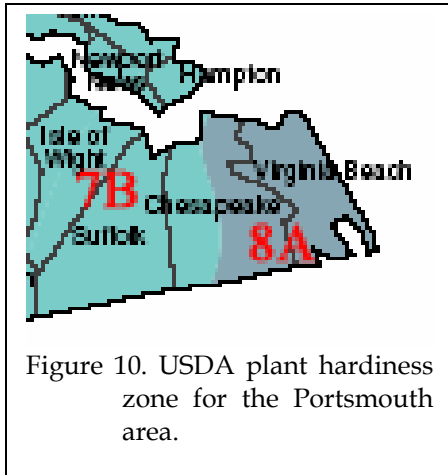 Newport
News
Hampton
Isle of
Wight
Virginia Beach
7B
Chesapeake
Suffolk
8A
Figure 10. USDA plant hardiness
zone for the Portsmouth
area.